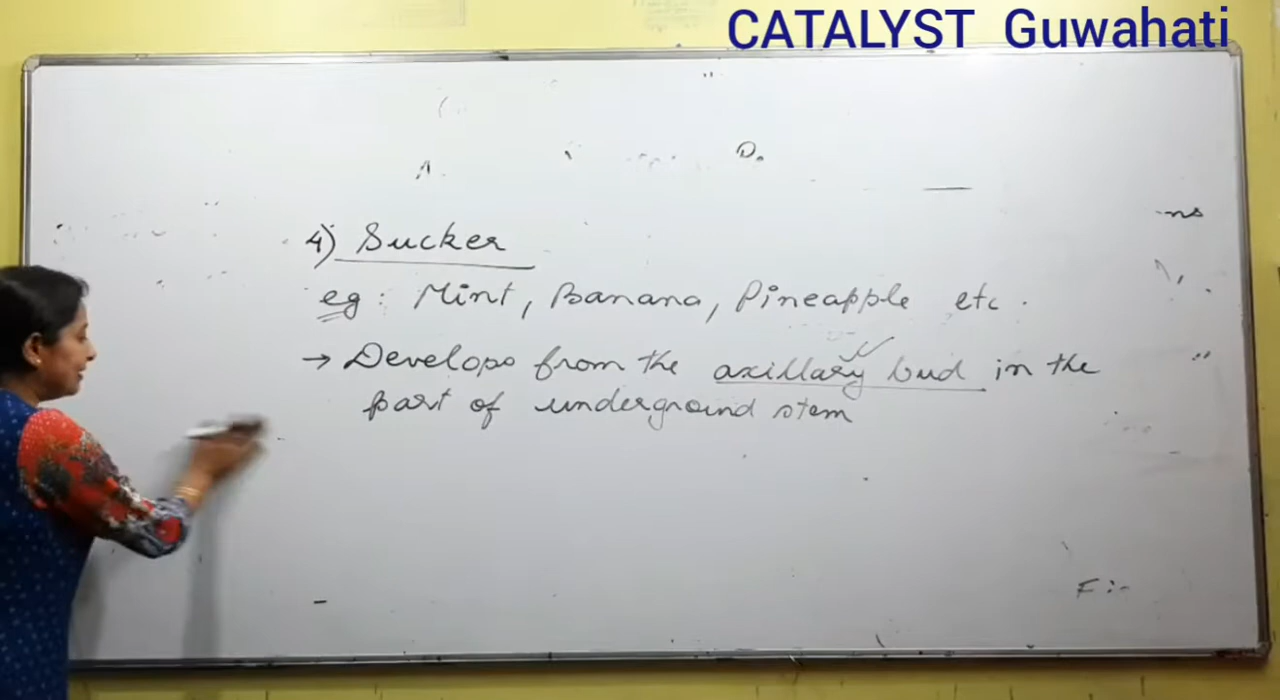 CATALYST Guwahati
A.
D.
ns
4) Sucker
eg: Mint, Banana, Pineapple etc.
→ Develops from the axillary bud in the
part of underground stem
F :-